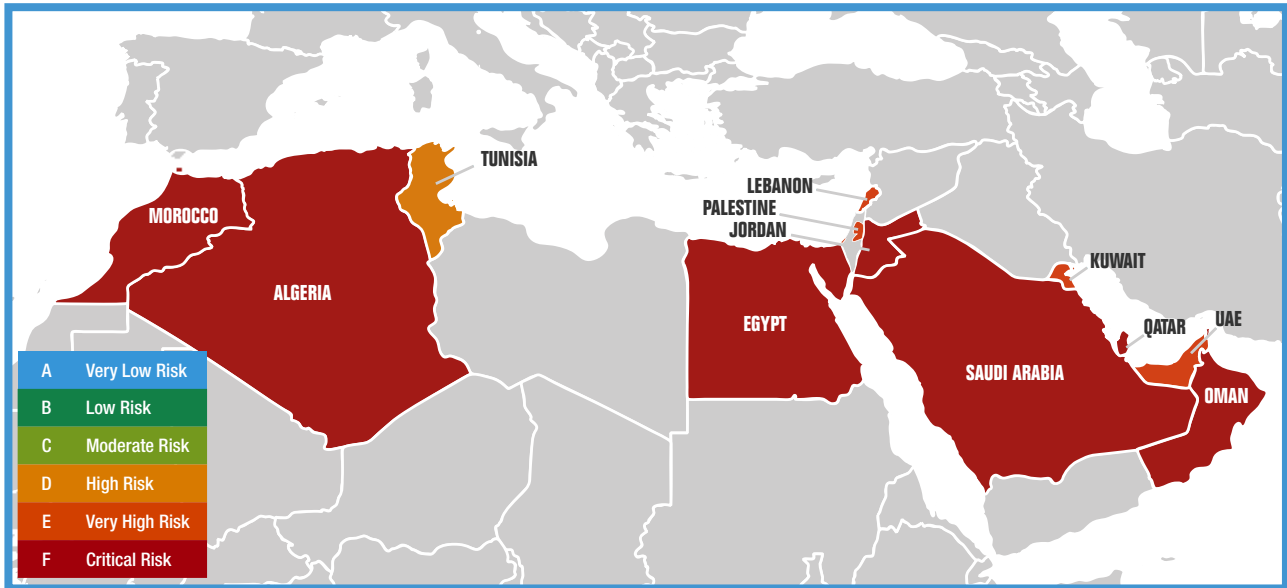 TUNISIA
LEBANON
PALESTINE
JORDAN
MOROCCO
ALGERIA
EGYPT
KUWAIT
QATAR
UAE
SAUDI ARABIA
OMAN
A Very Low Risk
B Low Risk
C Moderate Risk
D High Risk
E Very High Risk
F Critical Risk